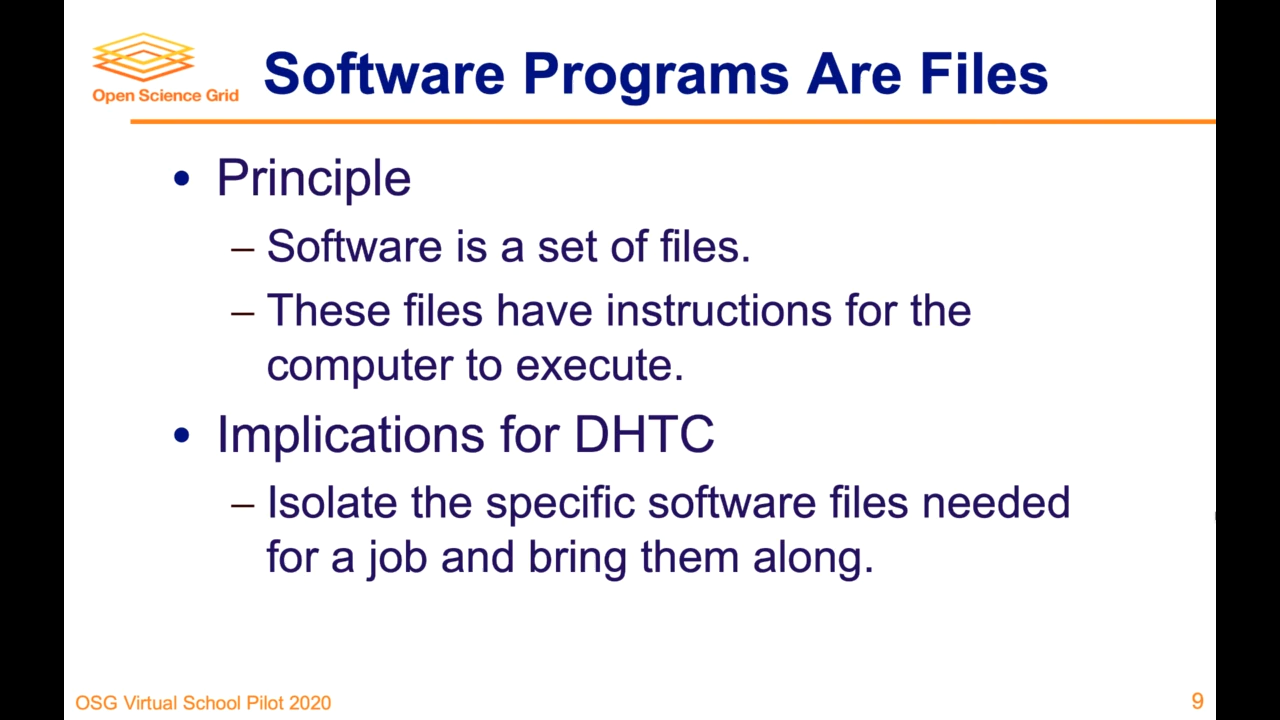 Open Science Grid
Software Programs Are Files
• Principle
– Software is a set of files.
– These files have instructions for the
computer to execute.
• Implications for DHTC
– Isolate the specific software files needed
for a job and bring them along.
OSG Virtual School Pilot 2020
9